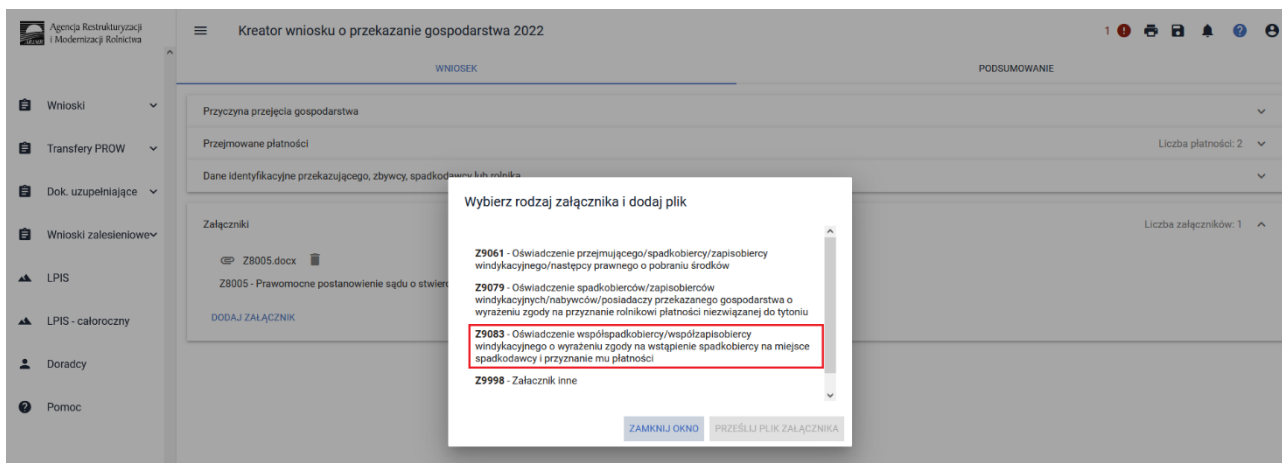 Agencja Restrukturyzacji
i Modernizacji Rolnictwa
Kreator wniosku o przekazanie gospodarstwa 2022
1
WNIOSEK
PODSUMOWANIE
Wnioski
Transfery PROW
Dok. uzupełniające
Wnioski zalesieniowe
LPIS
LPIS - całoroczny
Doradcy
Pomoc
Przyczyna przejęcia gospodarstwa
Przejmowane płatności
Liczba płatności: 2
Dane identyfikacyjne przekazującego, zbywcy, spadkodawcy lub rolnika
Załączniki
Liczba załączników: 1
Z8005.docx
Z8005 - Prawomocne postanowienie sądu o stwierd
DODAJ ZAŁĄCZNIK
Wybierz rodzaj załącznika i dodaj plik
Z9061 - Oświadczenie przejmującego/spadkobiercy/zapisobiercy
windykacyjnego/następcy prawnego o pobraniu środków
Z9079 - Oświadczenie spadkobierców/zapisobierców
windykacyjnych/nabywców/posiadaczy przekazanego gospodarstwa o
wyrażeniu zgody na przyznanie rolnikowi płatności niezwiązanej do tytoniu
Z9083 - Oświadczenie współspadkobiercy/współzapisobiercy
windykacyjnego o wyrażeniu zgody na wstąpienie spadkobiercy na miejsce
spadkodawcy i przyznanie mu płatności
Z9998 - Załacznik inne
ZAMKNIJ OKNO
PRZEŚLIJ PLIK ZAŁĄCZNIKA